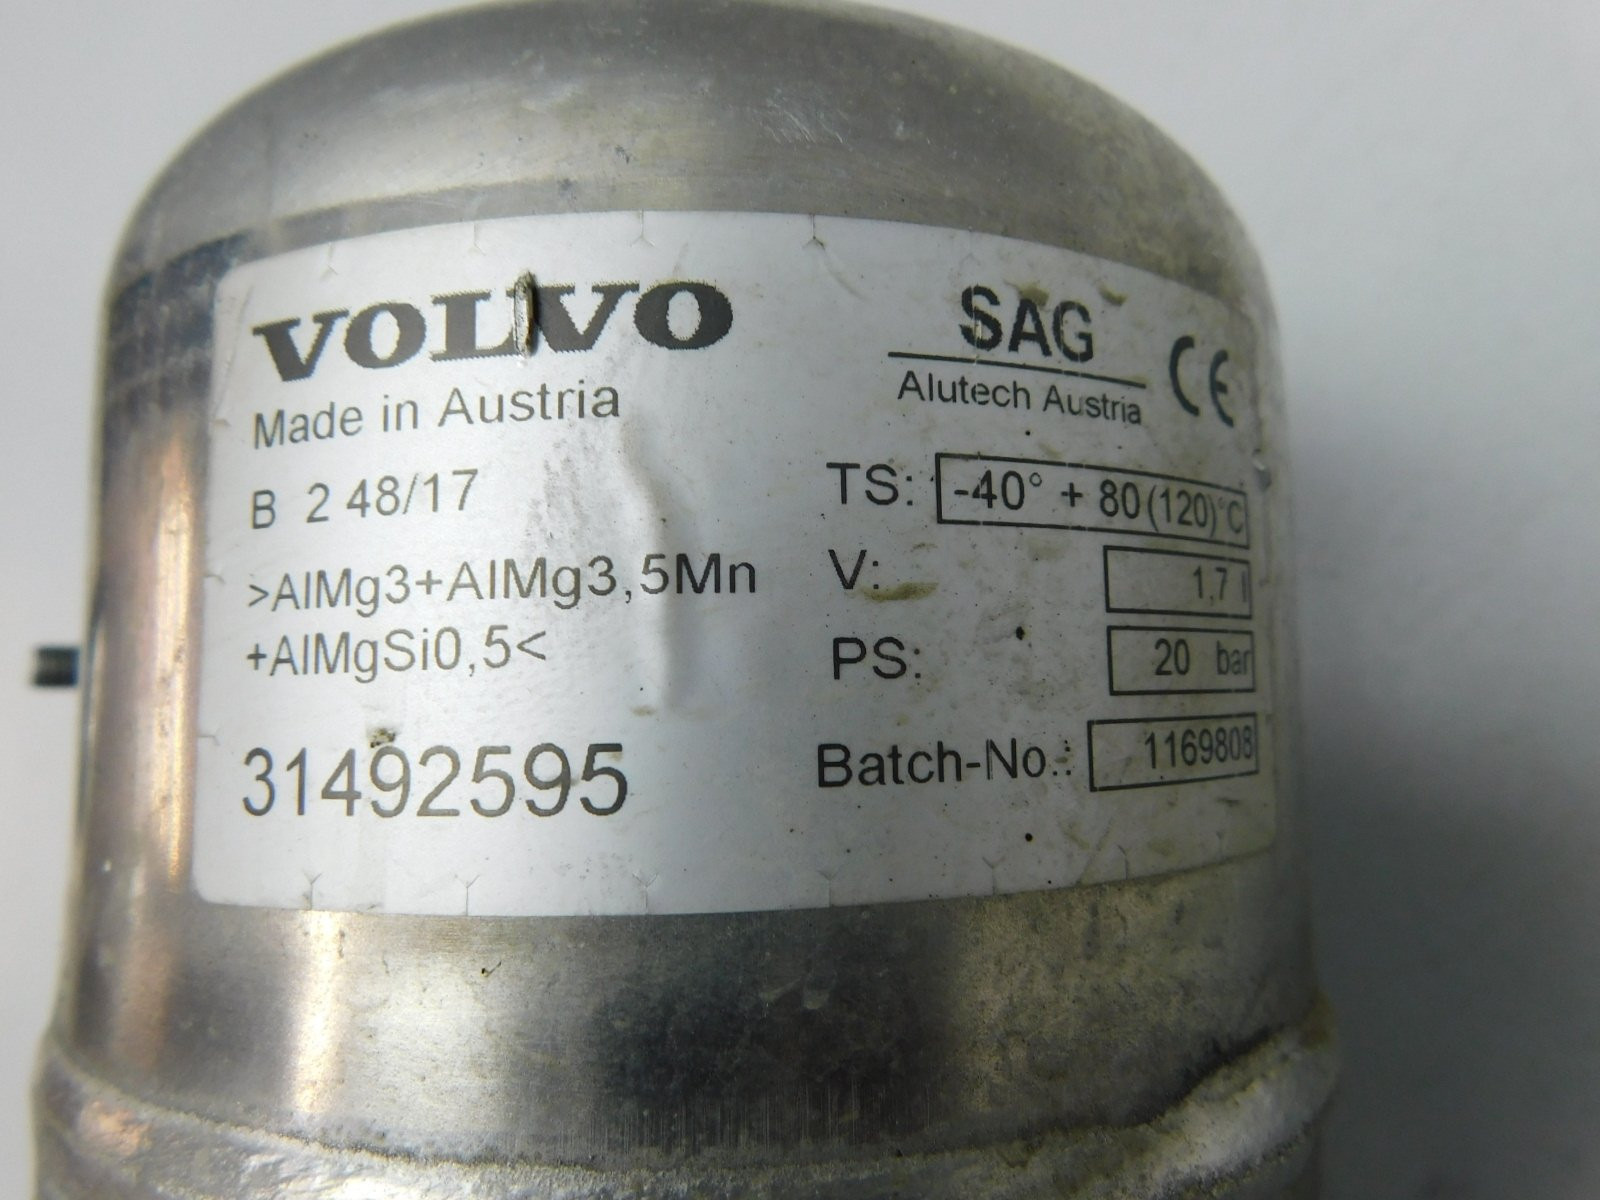 VOLVO
Made in Austria
B 2 48/17
>AlMg3+AlMg3,5Mn
+AlMgSi0,5<
31492595
SAG
Alutech Austria
CE
TS: -40° + 80 (120)°C
V: 1,7 l
PS: 20 bar
Batch-No.: 1169808